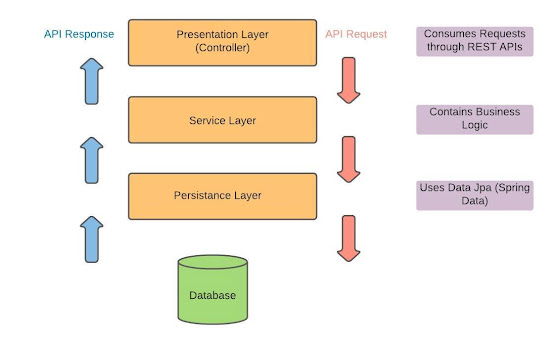 API Response
Presentation Layer
(Controller)
API Request
Consumes Requests
through REST APIs
Service Layer
Contains Business
Logic
Persistance Layer
Uses Data Jpa (Spring
Data)
Database